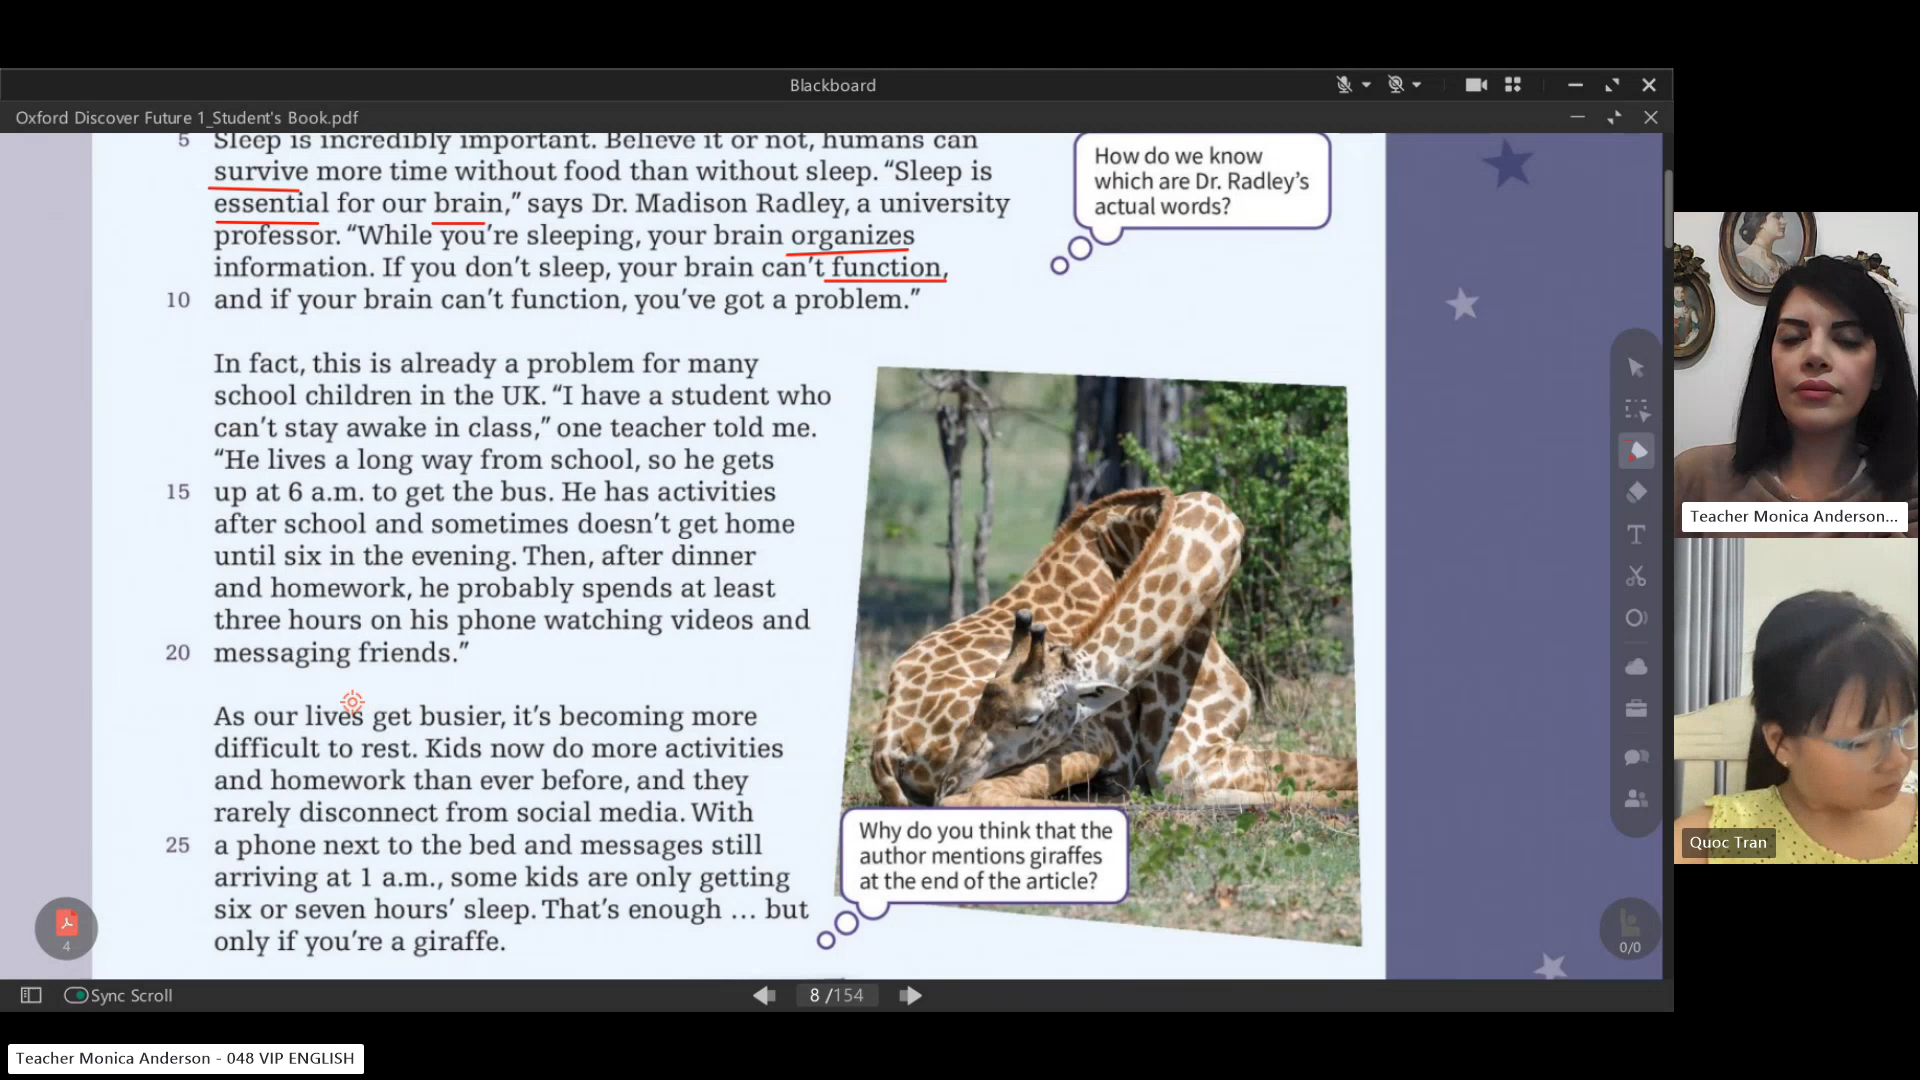 Blackboard
Oxford Discover Future 1_Student's Book.pdf
5 Sleep is incredibly important. Believe it or not, humans can
survive more time without food than without sleep. “Sleep is
essential for our brain,” says Dr. Madison Radley, a university
professor. “While you’re sleeping, your brain organizes
information. If you don’t sleep, your brain can’t function,
10 and if your brain can’t function, you’ve got a problem.”
How do we know
which are Dr. Radley’s
actual words?
In fact, this is already a problem for many
school children in the UK. “I have a student who
can’t stay awake in class,” one teacher told me.
“He lives a long way from school, so he gets
15 up at 6 a.m. to get the bus. He has activities
after school and sometimes doesn’t get home
until six in the evening. Then, after dinner
and homework, he probably spends at least
three hours on his phone watching videos and
20 messaging friends.”
As our lives get busier, it’s becoming more
difficult to rest. Kids now do more activities
and homework than ever before, and they
rarely disconnect from social media. With
25 a phone next to the bed and messages still
arriving at 1 a.m., some kids are only getting
six or seven hours’ sleep. That’s enough … but
only if you’re a giraffe.
Why do you think that the
author mentions giraffes
at the end of the article?
4
0/0
Sync Scroll
8 /154
Teacher Monica Anderson...
Quoc Tran
Teacher Monica Anderson - 048 VIP ENGLISH